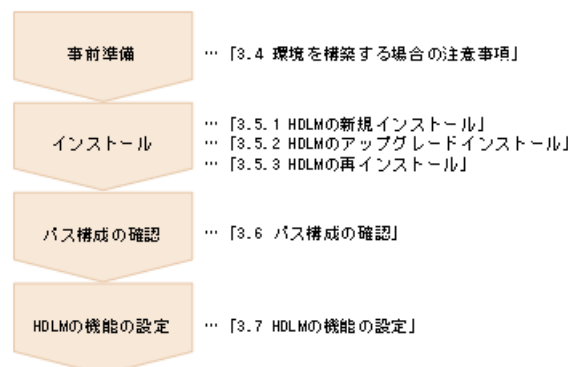 事前準備 … 「3.4 環境を構築する場合の注意事項」
インストール
… 「3.5.1 HDLMの新規インストール」
… 「3.5.2 HDLMのアップグレードインストール」
… 「3.5.3 HDLMの再インストール」
パス構成の確認 … 「3.6 パス構成の確認」
HDLMの機能の設定 … 「3.7 HDLMの機能の設定」